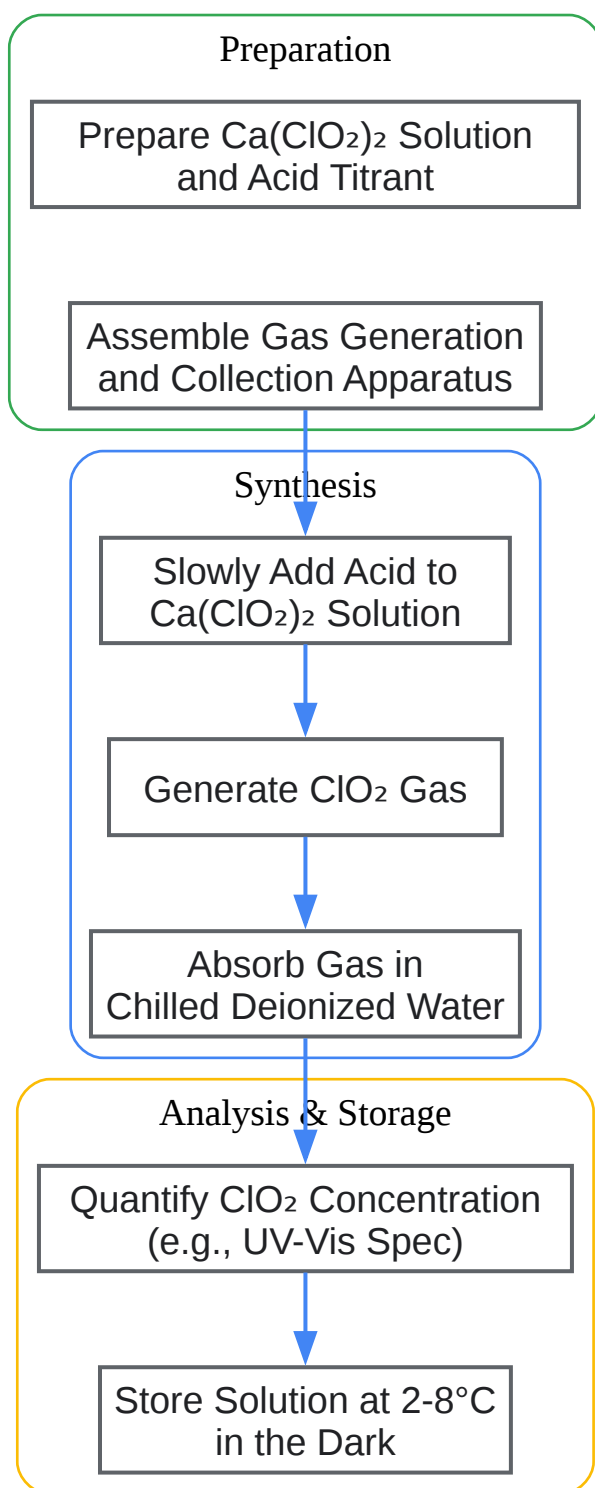 Preparation
Prepare Ca(ClO₂)₂ Solution
and Acid Titrant
Assemble Gas Generation
and Collection Apparatus
Synthesis
Slowly Add Acid to
Ca(ClO₂)₂ Solution
Generate ClO₂ Gas
Absorb Gas in
Chilled Deionized Water
Analysis & Storage
Quantify ClO₂ Concentration
(e.g., UV-Vis Spec)
Store Solution at 2-8°C
in the Dark